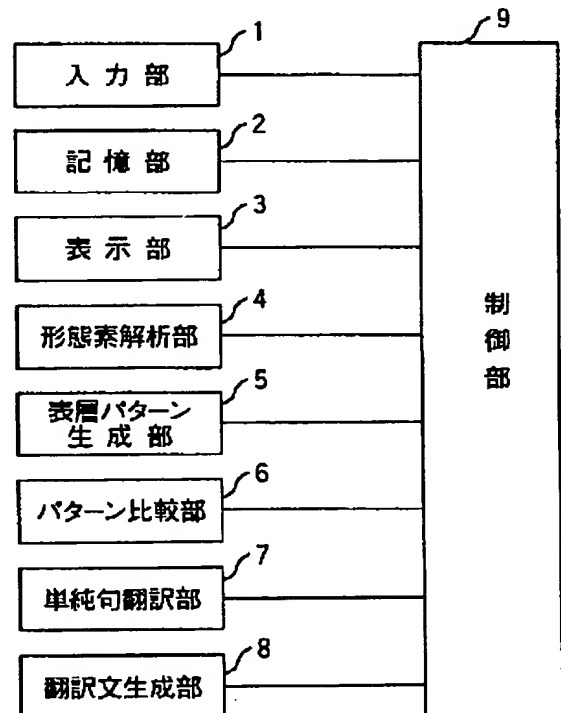 1
入力部
2
記憶部
3
表示部
4
形態素解析部
5
表層パターン
生成部
6
パターン比較部
7
単純句翻訳部
8
翻訳文生成部
9
制御部